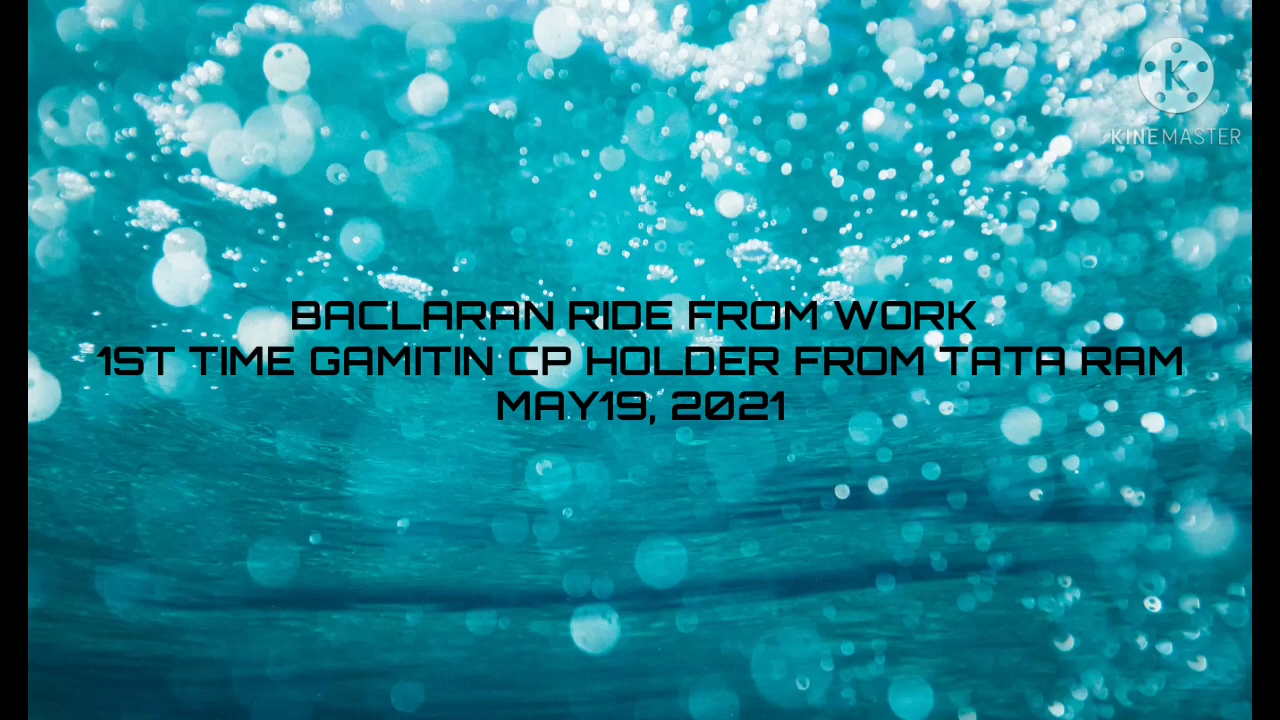 K
KINEMASTER
BACLARAN RIDE FROM WORK
1ST TIME GAMITIN CP HOLDER FROM TATA RAM
MAY19, 2021